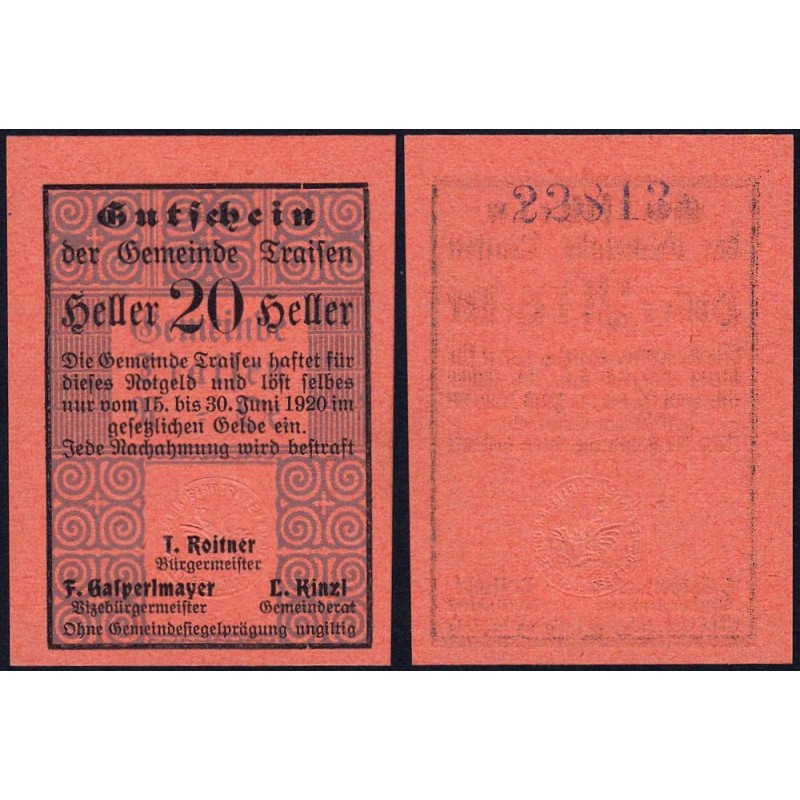 Gutschein
der Gemeinde Traisen
Heller 20 Heller
Die Gemeinde Traisen haftet für
dieses Notgeld und löst selbes
nur vom 15. bis 30. Juni 1920 im
gesetzlichen Gelde ein.
Jede Nachahmung wird bestraft
T. Roitner
Bürgermeister
F. Gasperlmayer L. Kinzl
Vizebürgermeister Gemeinderat
Ohne Gemeindesiegelprägung ungiltig
22813